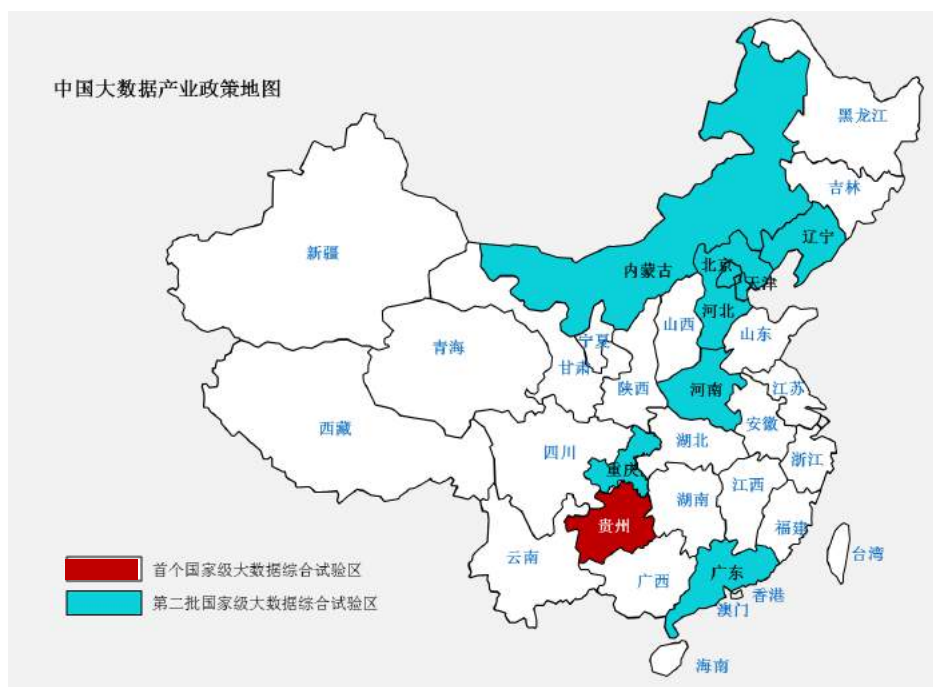 中国大数据产业政策地图
黑龙江
吉林
辽宁
新疆
内蒙古
北京
天津
河北
山西
山东
宁夏
青海
甘肃
陕西
河南
江苏
西藏
安徽
四川
湖北
浙江
重庆
江西
湖南
贵州
福建
云南
台湾
广东
广西
香港
澳门
海南
首个国家级大数据综合试验区
第二批国家级大数据综合试验区